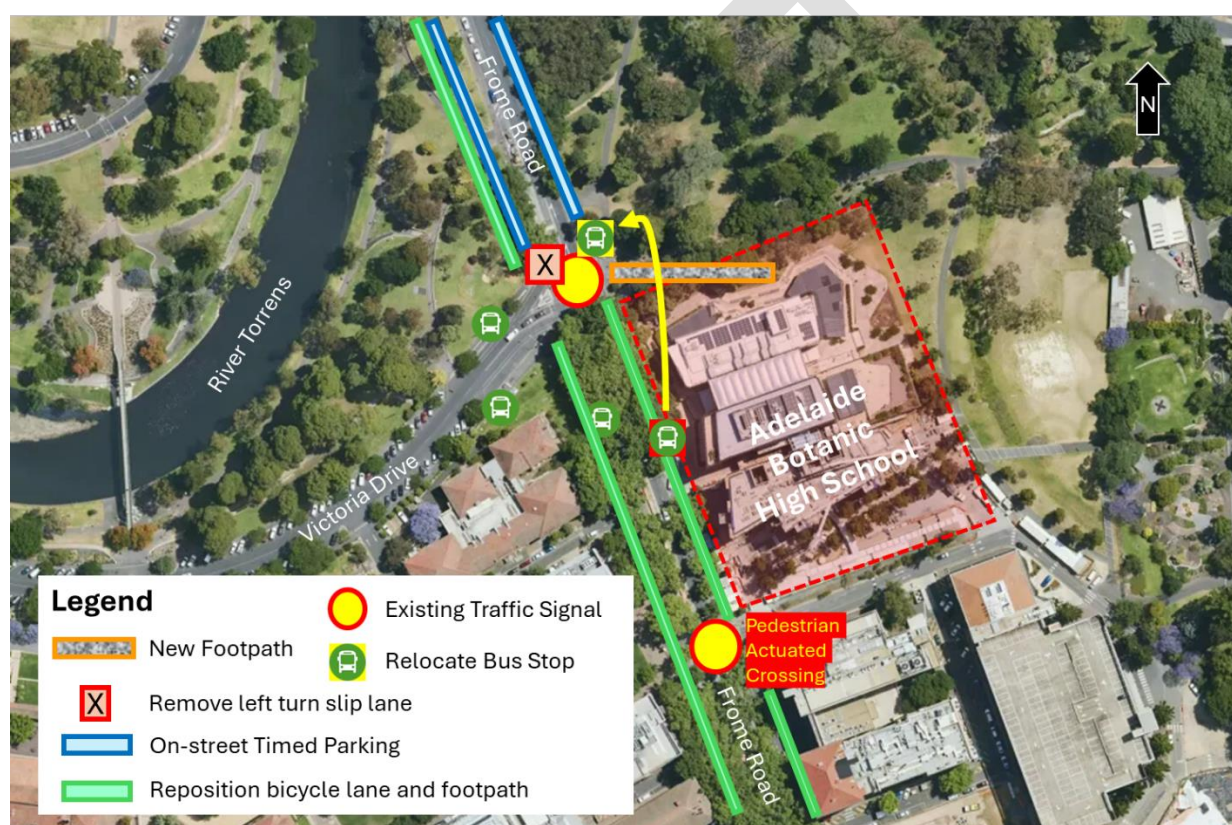 Frome Road
N
X
River Torrens
Adelaide
Botanic
High School
Victoria Drive
Legend
Existing Traffic Signal
New Footpath
Relocate Bus Stop
X
Remove left turn slip lane
On-street Timed Parking
Reposition bicycle lane and footpath
Pedestrian
Actuated
Crossing
Frome Road